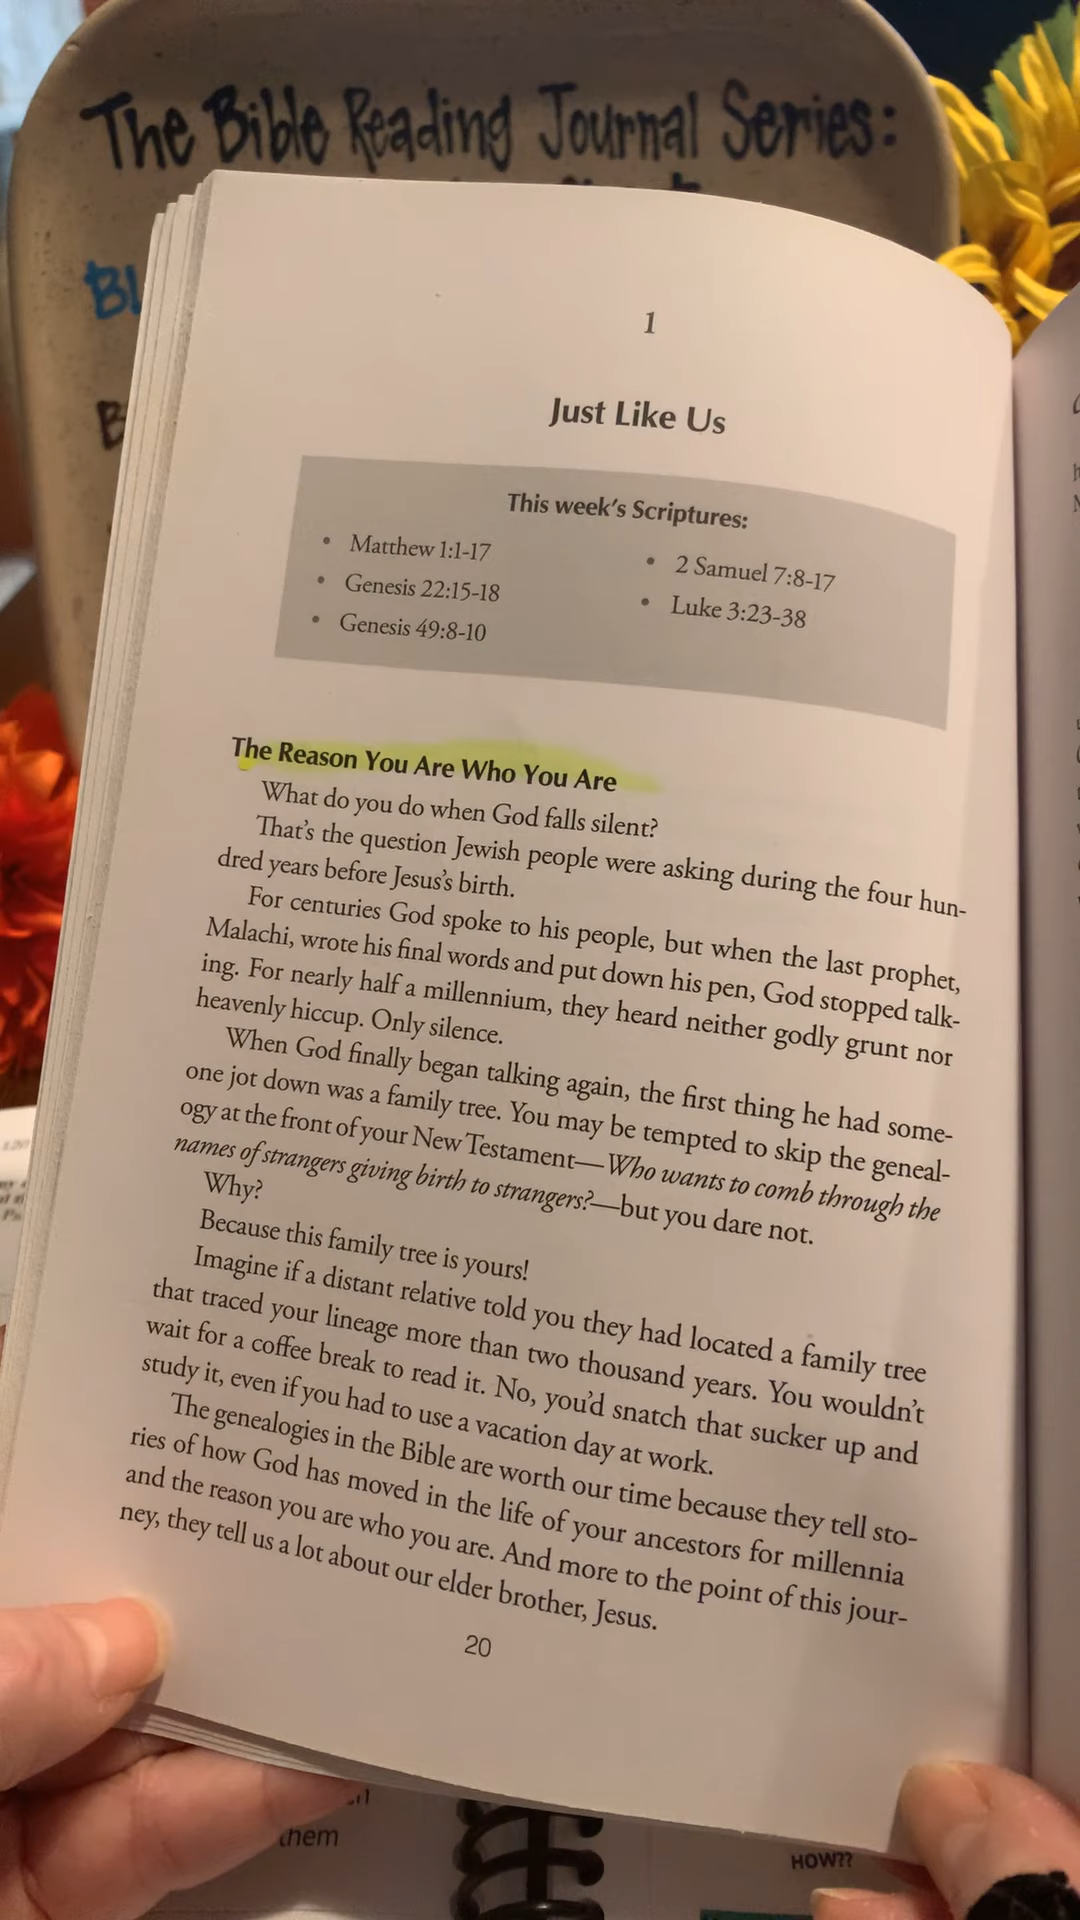 The Bible Reading Journal Series:
BL
B
1
Just Like Us
This week's Scriptures:
• Matthew 1:1-17
• Genesis 22:15-18
• Genesis 49:8-10
• 2 Samuel 7:8-17
• Luke 3:23-38
The Reason You Are Who You Are
What do you do when God falls silent?
That's the question Jewish people were asking during the four hun-
dred years before Jesus's birth.
For centuries God spoke to his people, but when the last prophet,
Malachi, wrote his final words and put down his pen, God stopped talk-
ing. For nearly half a millennium, they heard neither godly grunt nor
heavenly hiccup. Only silence.
When God finally began talking again, the first thing he had some-
one jot down was a family tree. You may be tempted to skip the geneal-
ogy at the front of your New Testament—Who wants to comb through the
names of strangers giving birth to strangers?—but you dare not.
Why?
Because this family tree is yours!
Imagine if a distant relative told you they had located a family tree
that traced your lineage more than two thousand years. You wouldn't
wait for a coffee break to read it. No, you'd snatch that sucker up and
study it, even if you had to use a vacation day at work.
The genealogies in the Bible are worth our time because they tell sto-
ries of how God has moved in the life of your ancestors for millennia
and the reason you are who you are. And more to the point of this jour-
ney, they tell us a lot about our elder brother, Jesus.
20
them
HOW??